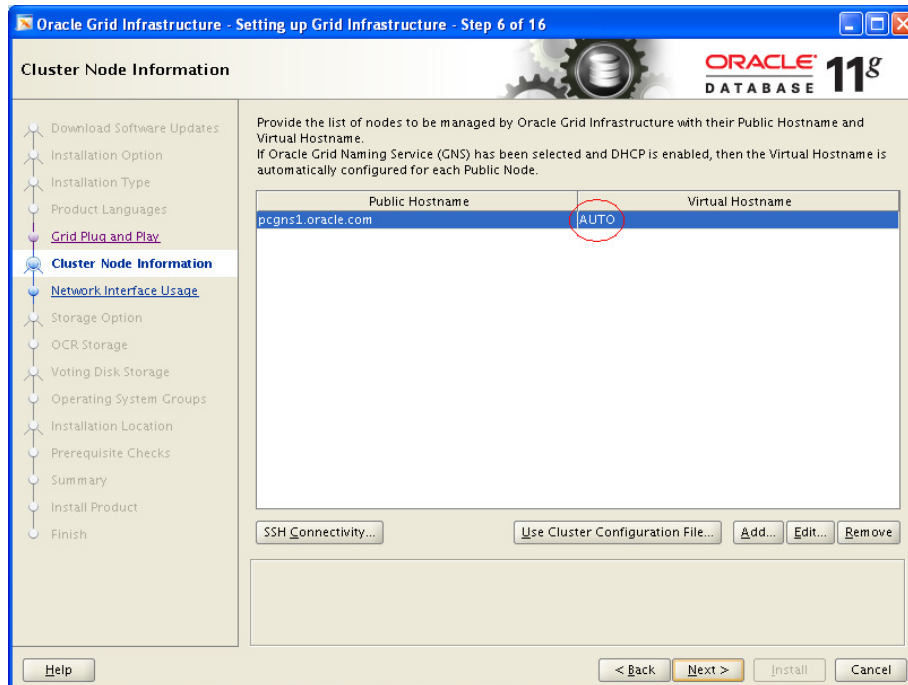 Oracle Grid Infrastructure - Setting up Grid Infrastructure - Step 6 of 16
Cluster Node Information
ORACLE
DATABASE
11g
Download Software Updates
Installation Option
Installation Type
Product Languages
Grid Plug and Play
Cluster Node Information
Network Interface Usage
Storage Option
OCR Storage
Voting Disk Storage
Operating System Groups
Installation Location
Prerequisite Checks
Summary
Install Product
Finish
Provide the list of nodes to be managed by Oracle Grid Infrastructure with their Public Hostname and
Virtual Hostname.
If Oracle Grid Naming Service (GNS) has been selected and DHCP is enabled, then the Virtual Hostname is
automatically configured for each Public Node.
Public Hostname Virtual Hostname
pcgns1.oracle.com AUTO
SSH Connectivity... Use Cluster Configuration File... Add... Edit... Remove
Help < Back Next > Install Cancel